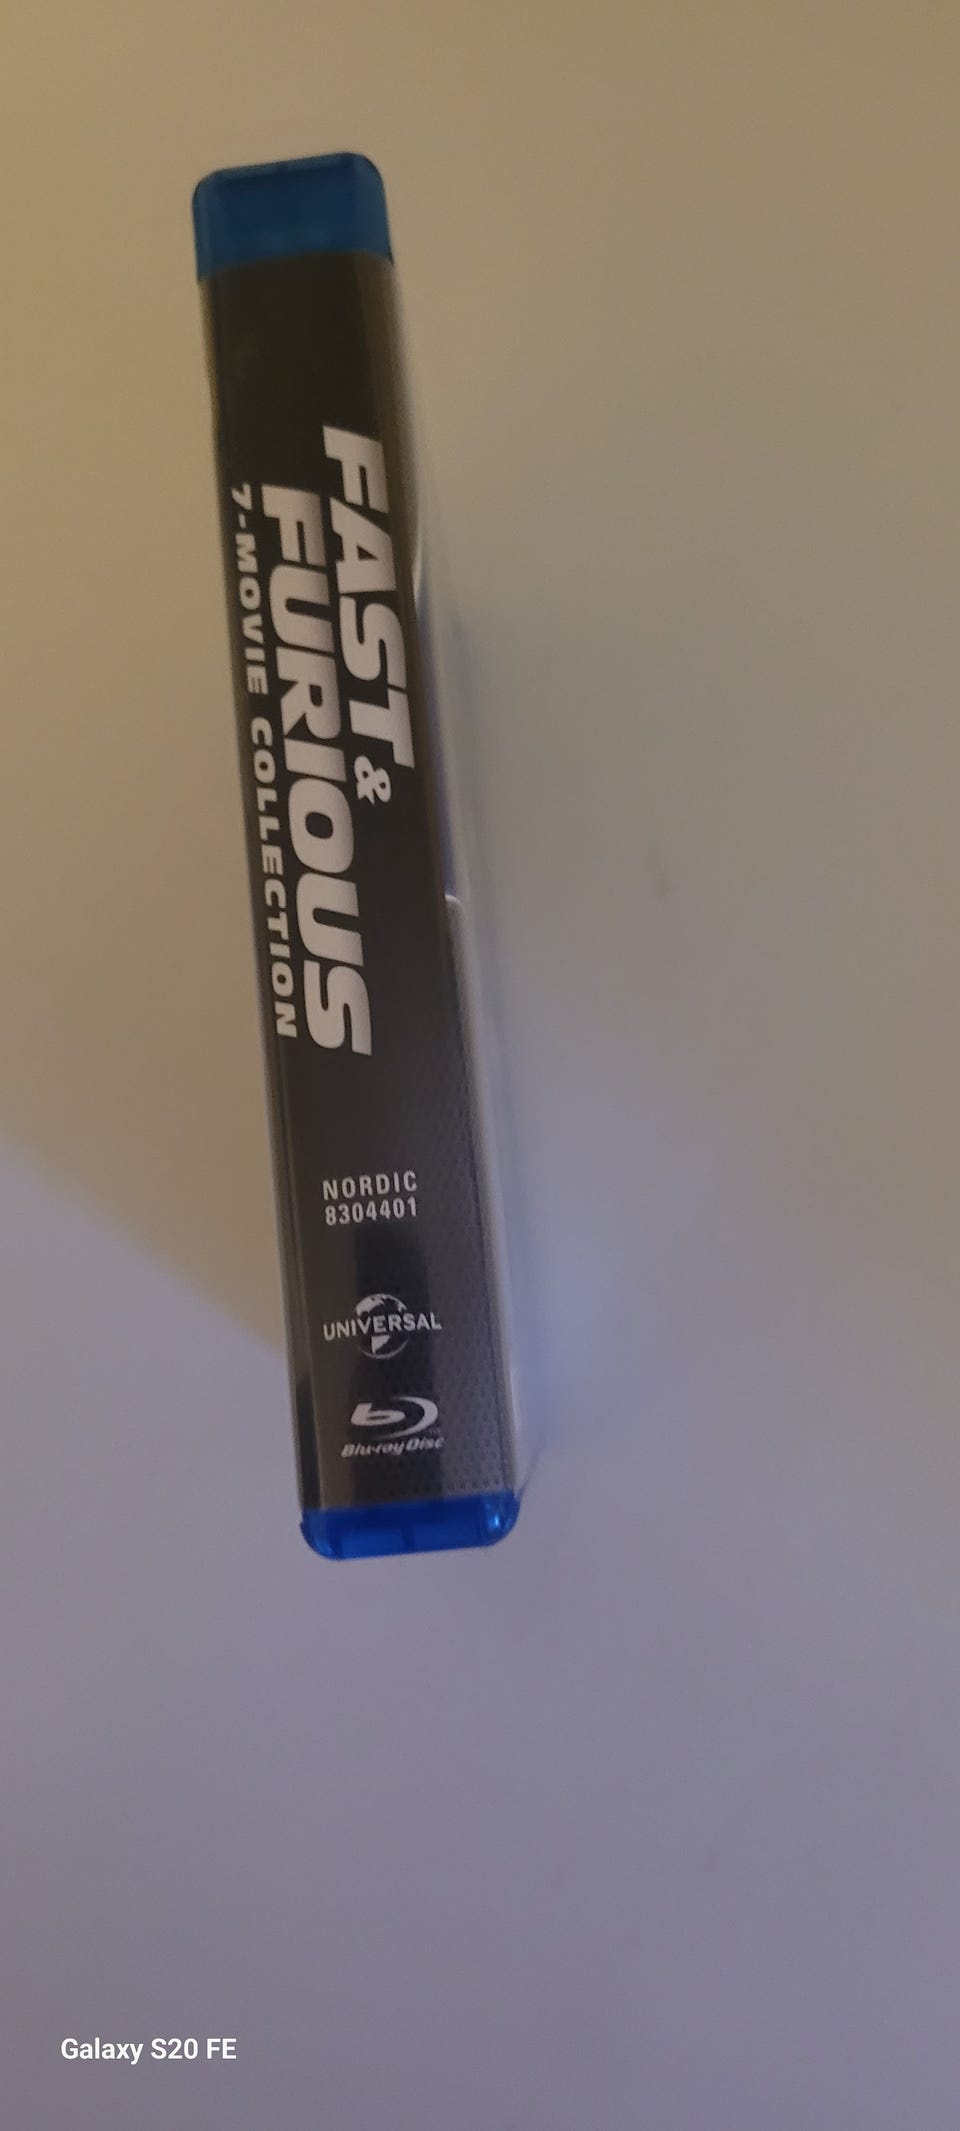 FAST &
FURIOUS
7-MOVIE COLLECTION
NORDIC
8304401
UNIVERSAL
Blu-ray Disc
Galaxy S20 FE